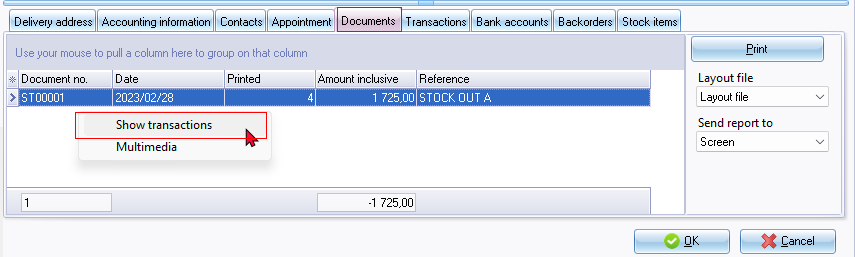 Delivery address Accounting information Contacts Appointment Documents Transactions Bank accounts Backorders Stock items
Use your mouse to pull a column here to group on that column
Document no. Date Printed Amount inclusive Reference
ST00001 2023/02/28 4 1 725,00 STOCK OUT A
Show transactions
Multimedia
1 -1 725,00
Print
Layout file
Layout file
Send report to
Screen
OK Cancel